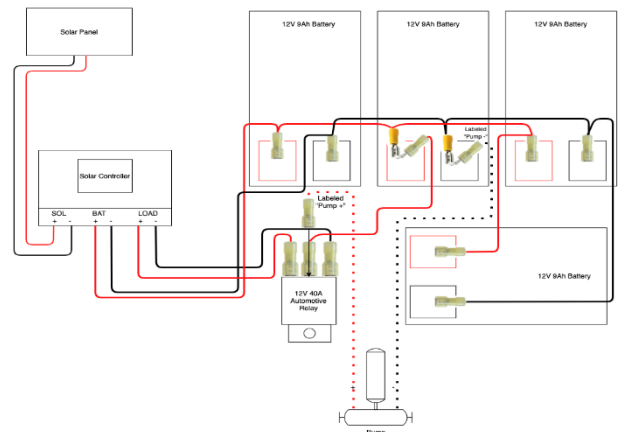 Solar Panel
12V 9Ah Battery
12V 9Ah Battery
12V 9Ah Battery
Labeled
"Pump -"
Solar Controller
SOL
BAT
LOAD
+ - + - + -
Labeled
"Pump +"
12V 40A
Automotive
Relay
12V 9Ah Battery
+ -
Pump